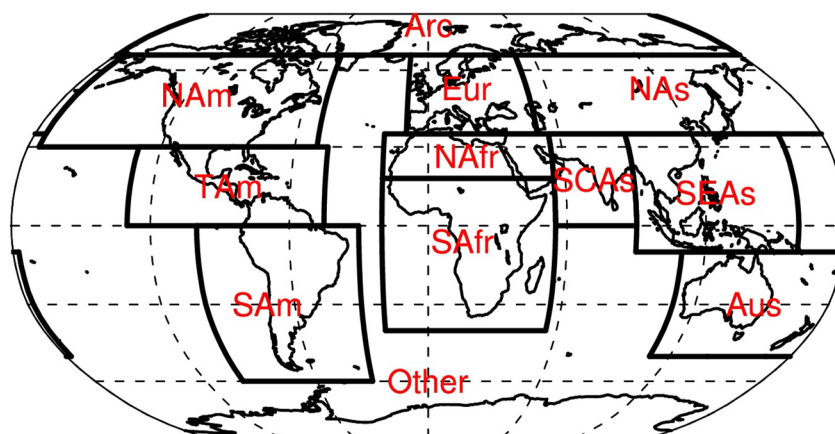 Arc
NAm
Eur
NAs
NAfr
TAm
SCAs
SEAs
SAfr
SAm
Aus
Other